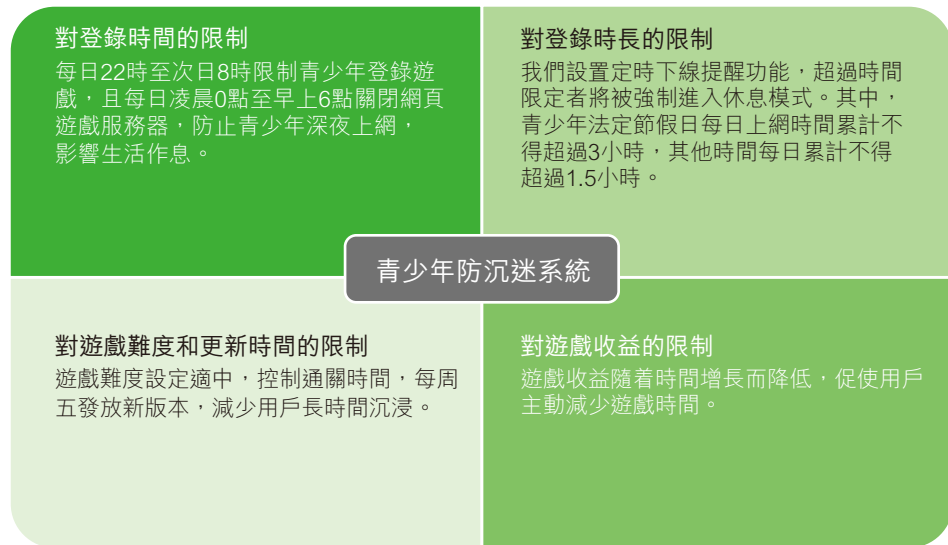 對登錄時間的限制
每日22時至次日8時限制青少年登錄遊
戲，且每日凌晨0點至早上6點關閉網頁
遊戲服務器，防止青少年深夜上網，
影響生活作息。
對登錄時長的限制
我們設置定時下線提醒功能，超過時間
限定者將被強制進入休息模式。其中，
青少年法定節假日每日上網時間累計不
得超過3小時，其他時間每日累計不得
超過1.5小時。
青少年防沉迷系統
對遊戲難度和更新時間的限制
遊戲難度設定適中，控制通關時間，每周
五發放新版本，減少用戶長時間沉浸。
對遊戲收益的限制
遊戲收益隨着時間增長而降低，促使用戶
主動減少遊戲時間。